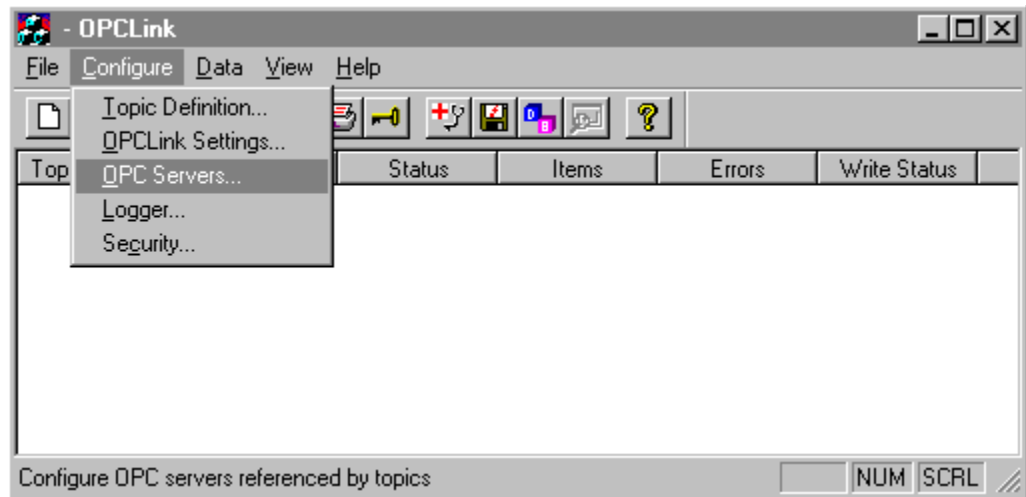 - OPCLink
File Configure Data View Help
Topic Definition...
OPCLink Settings...
OPC Servers...
Logger...
Security...
Top Status Items Errors Write Status
Configure OPC servers referenced by topics NUM SCRL